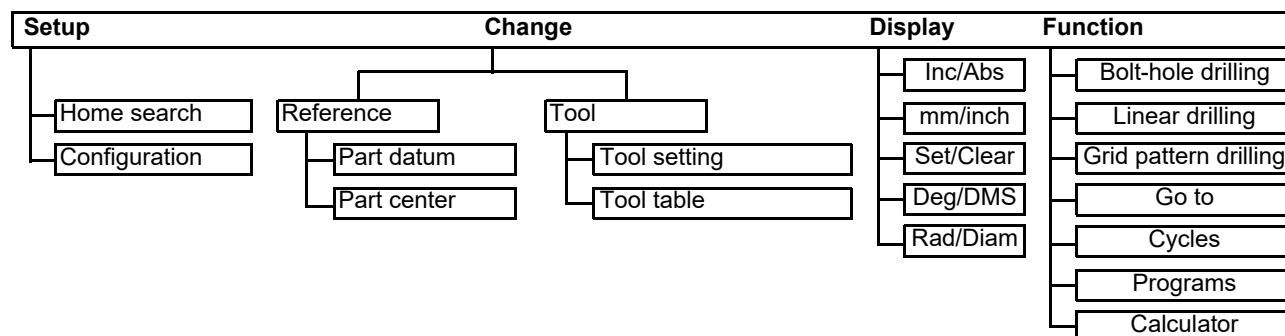 Setup Change Display Function
Home search
Configuration
Reference
Part datum
Part center
Tool
Tool setting
Tool table
Inc/Abs
mm/inch
Set/Clear
Deg/DMS
Rad/Diam
Bolt-hole drilling
Linear drilling
Grid pattern drilling
Go to
Cycles
Programs
Calculator